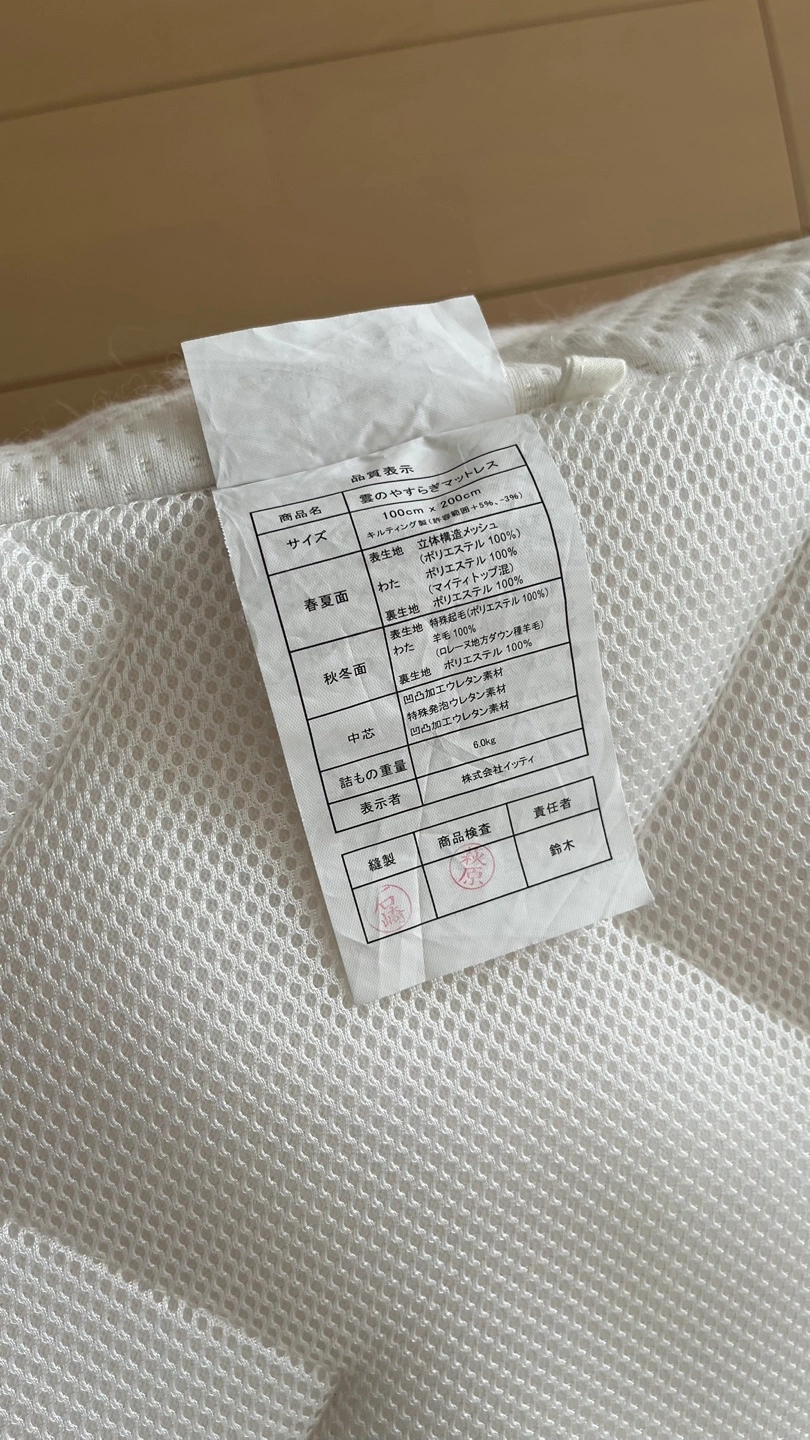 品質表示
商品名 雲のやすらぎマットレス
サイズ 100cm x 200cm
キルティング製(許容範囲+5%、-3%)
春夏面 表生地 立体構造メッシュ
(ポリエステル 100%)
わた ポリエステル 100%
(マイティトップ混)
裏生地 ポリエステル 100%
秋冬面 表生地 特殊起毛(ポリエステル 100%)
わた 羊毛 100%
(ロレーヌ地方ダウン種羊毛)
裏生地 ポリエステル 100%
中芯 凹凸加工ウレタン素材
特殊発泡ウレタン素材
凹凸加工ウレタン素材
詰もの重量 6.0kg
表示者 株式会社イッティ
縫製 商品検査 責任者
石崎 萩原 鈴木